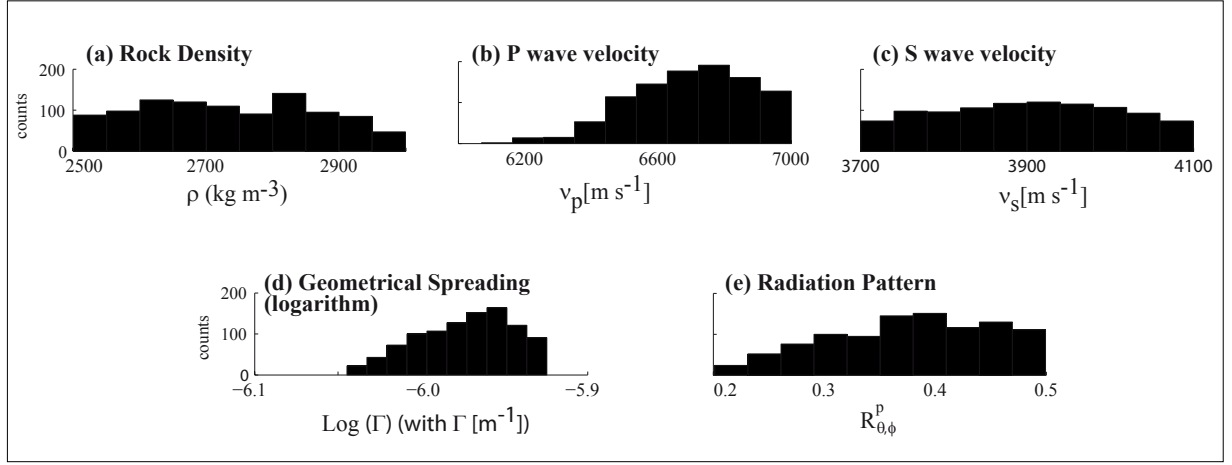 (a) Rock Density
200
100
0
counts
2500 2700 2900
ρ (kg m-3)
(b) P wave velocity
6200 6600 7000
νp[m s-1]
(c) S wave velocity
3700 3900 4100
νs[m s-1]
(d) Geometrical Spreading
(logarithm)
200
100
0
counts
−6.1 −6.0 −5.9
Log (Γ) (with Γ [m-1])
(e) Radiation Pattern
0.2 0.3 0.4 0.5
Rpθ,ϕ